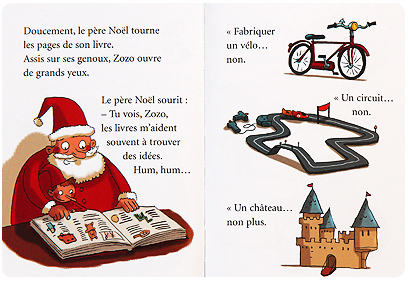 Doucement, le père Noël tourne
les pages de son livre.
Assis sur ses genoux, Zozo ouvre
de grands yeux.
Le père Noël sourit :
– Tu vois, Zozo,
les livres m'aident
souvent à trouver
des idées.
Hum, hum…
« Fabriquer
un vélo…
non.
« Un circuit…
non.
« Un château…
non plus.